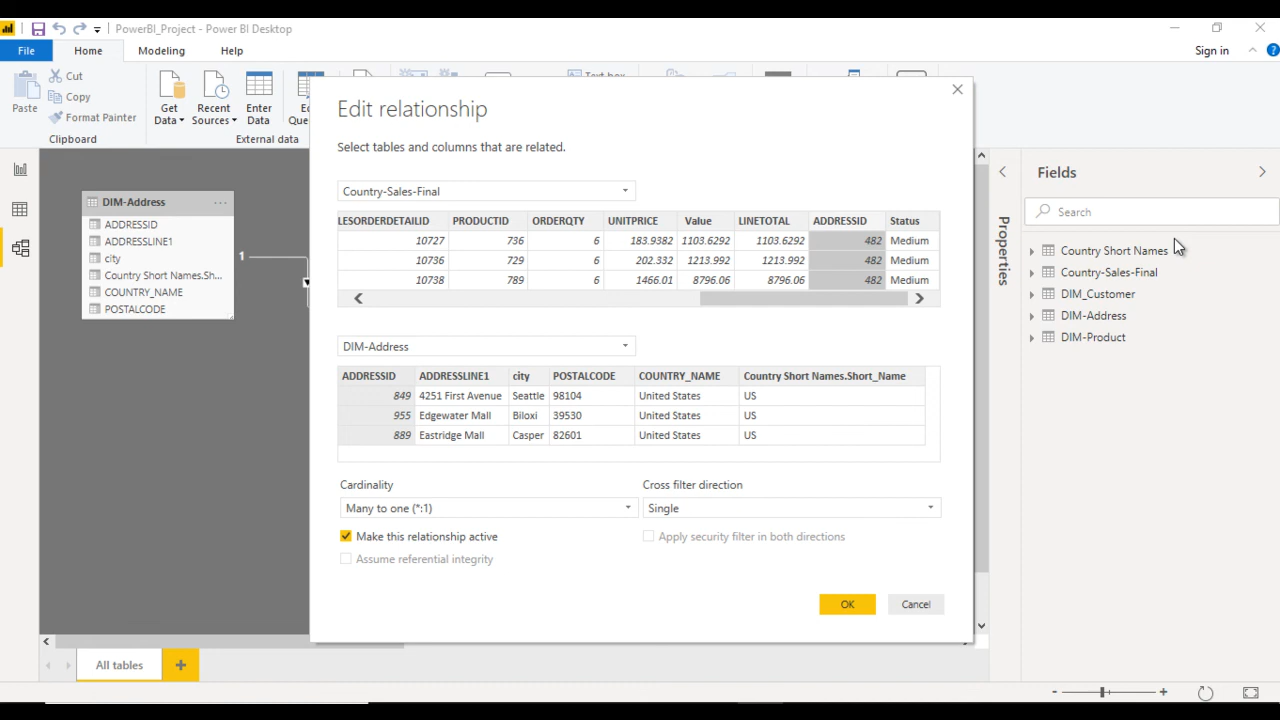 PowerBI_Project - Power BI Desktop
File Home Modeling Help Sign in ?
Paste
Cut
Copy
Format Painter
Clipboard
Get Data
Recent Sources
Enter Data
External data
Edit relationship
Select tables and columns that are related.
Country-Sales-Final
LESORDERDETAILID PRODUCTID ORDERQTY UNITPRICE Value LINETOTAL ADDRESSID Status
10727 736 6 183.9382 1103.6292 1103.6292 482 Medium
10736 729 6 202.332 1213.992 1213.992 482 Medium
10738 789 6 1466.01 8796.06 8796.06 482 Medium
DIM-Address
ADDRESSID ADDRESSLINE1 city POSTALCODE COUNTRY_NAME Country Short Names.Short_Name
849 4251 First Avenue Seattle 98104 United States US
955 Edgewater Mall Biloxi 39530 United States US
889 Eastridge Mall Casper 82601 United States US
Cardinality
Many to one (*:1)
Cross filter direction
Single
Make this relationship active
Apply security filter in both directions
Assume referential integrity
OK Cancel
DIM-Address ...
ADDRESSID
ADDRESSLINE1
city
Country Short Names.Sh...
COUNTRY_NAME
POSTALCODE
1
Properties
Fields
Search
Country Short Names
Country-Sales-Final
DIM_Customer
DIM-Address
DIM-Product
All tables +
- +